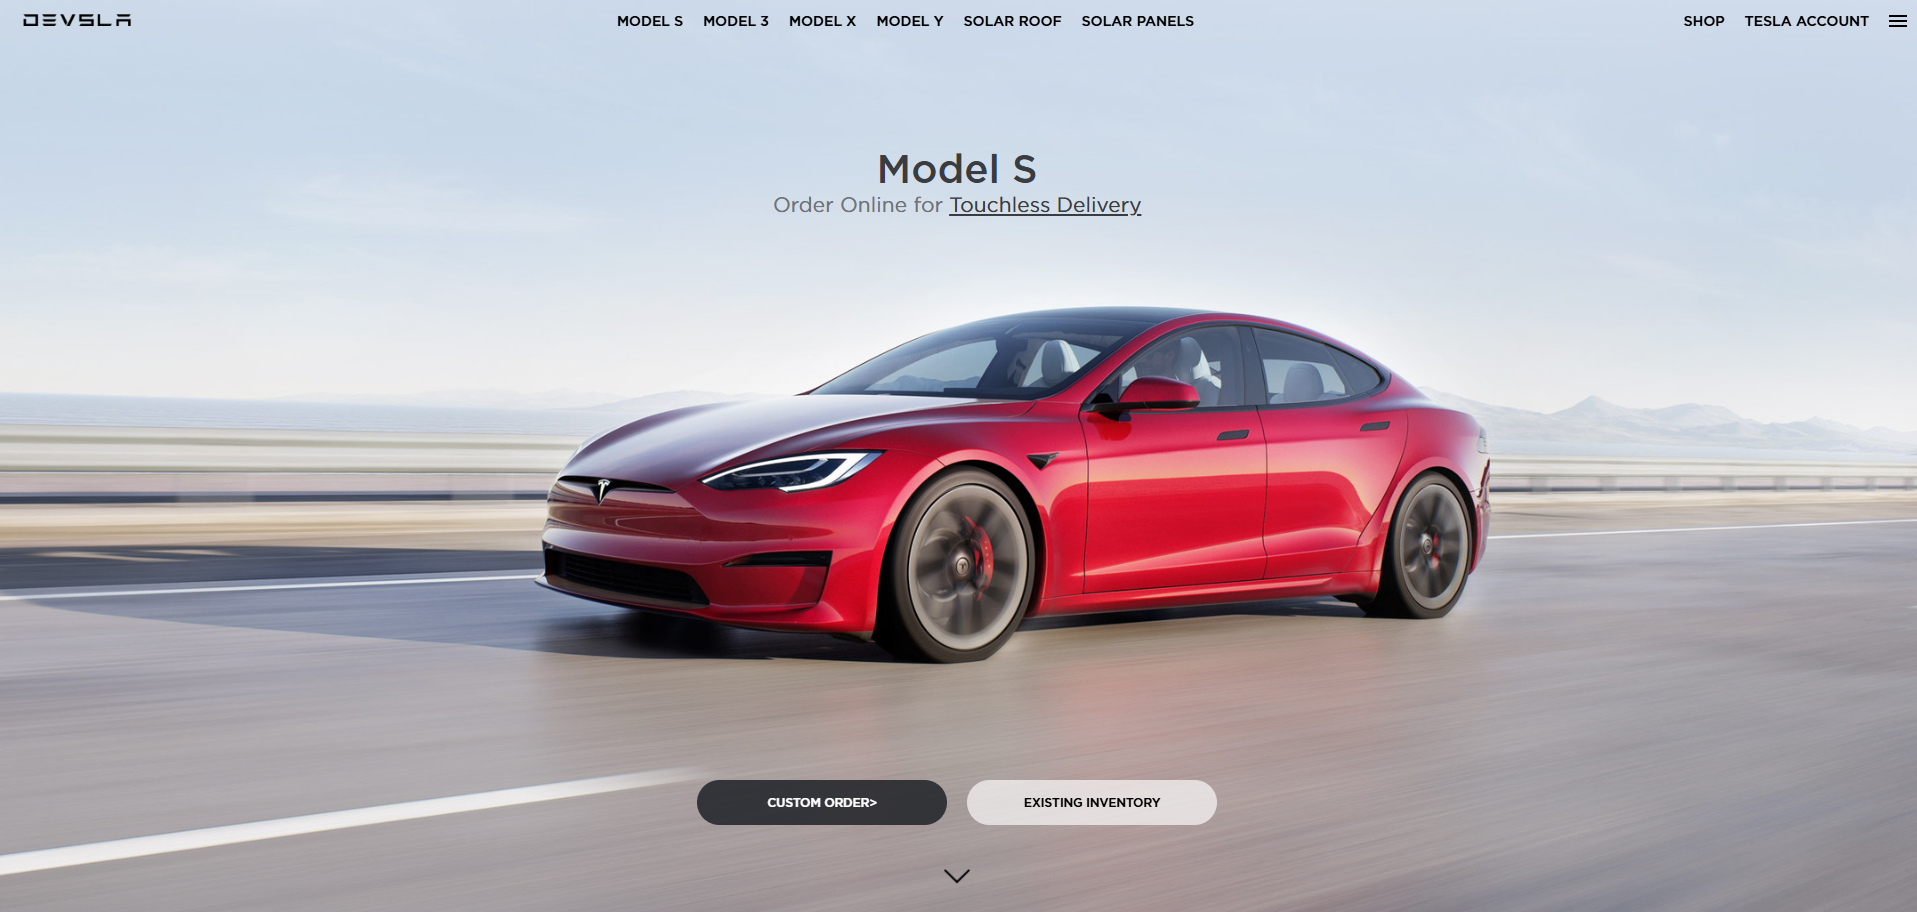 DEVSLA
MODEL S MODEL 3 MODEL X MODEL Y SOLAR ROOF SOLAR PANELS
SHOP TESLA ACCOUNT
Model S
Order Online for Touchless Delivery
CUSTOM ORDER>
EXISTING INVENTORY